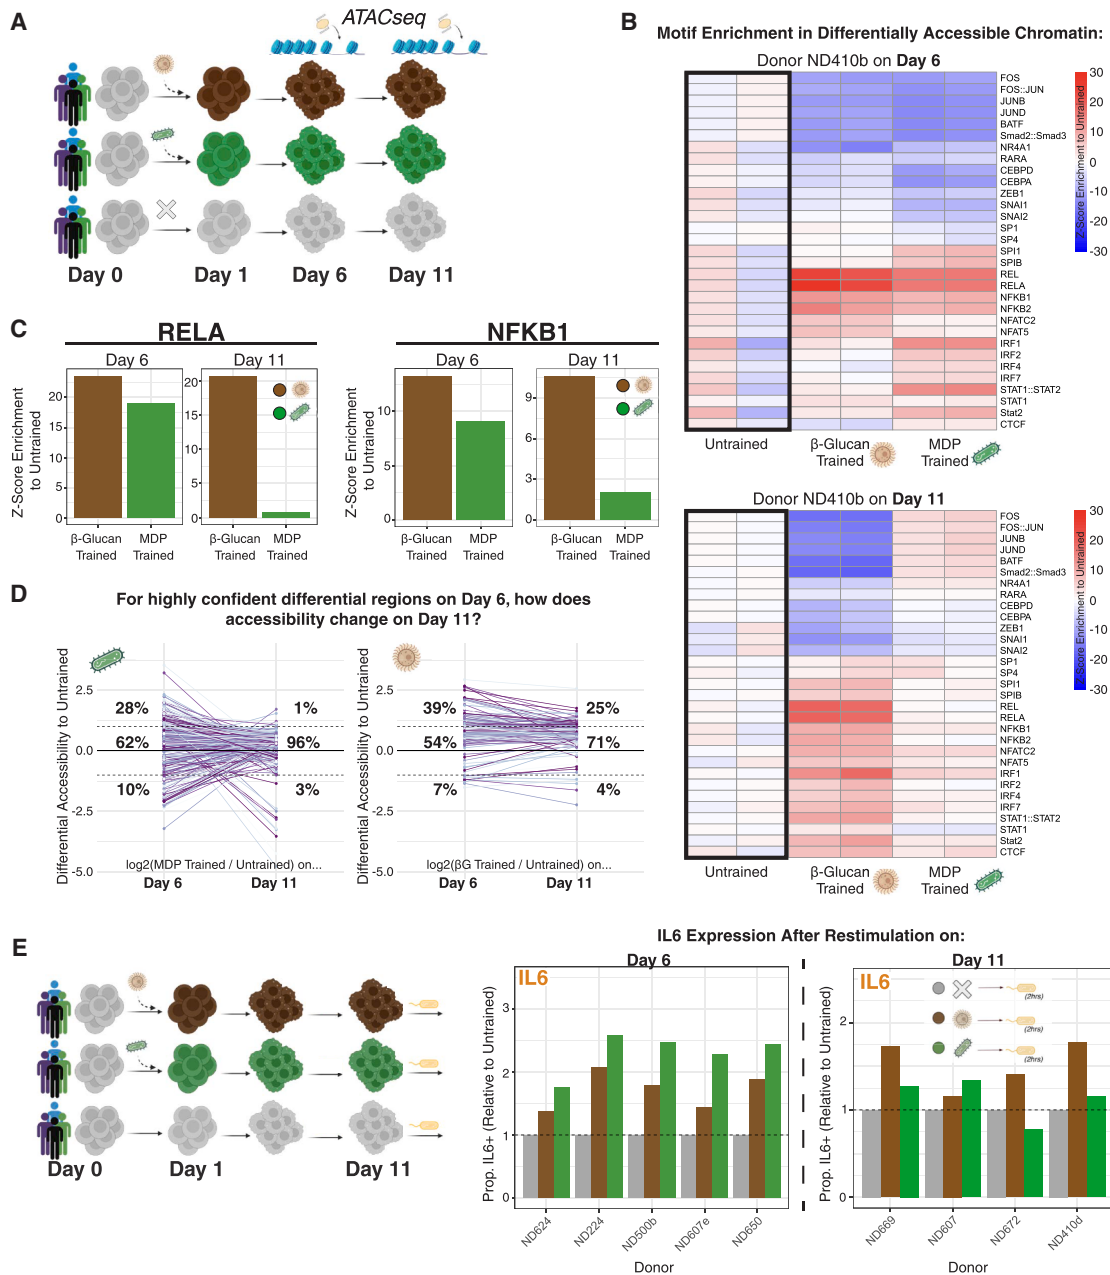 A
ATACseq
Day 0
Day 1
Day 6
Day 11
B
Motif Enrichment in Differentially Accessible Chromatin:
Donor ND410b on Day 6
FOS
FOS::JUN
JUNB
JUND
BATF
Smad2::Smad3
NR4A1
RARA
CEBPD
CEBPA
ZEB1
SNAI1
SNAI2
SP1
SP4
SPI1
SPIB
REL
RELA
NFKB1
NFKB2
NFATC2
NFAT5
IRF1
IRF2
IRF4
IRF7
STAT1::STAT2
STAT1
Stat2
CTCF
30
20
10
0
-10
-20
-30
Z-Score Enrichment to Untrained
Untrained
β-Glucan
Trained
MDP
Trained
Donor ND410b on Day 11
FOS
FOS::JUN
JUNB
JUND
BATF
Smad2::Smad3
NR4A1
RARA
CEBPD
CEBPA
ZEB1
SNAI1
SNAI2
SP1
SP4
SPI1
SPIB
REL
RELA
NFKB1
NFKB2
NFATC2
NFAT5
IRF1
IRF2
IRF4
IRF7
STAT1::STAT2
STAT1
Stat2
CTCF
30
20
10
0
-10
-20
-30
Z-Score Enrichment to Untrained
Untrained
β-Glucan
Trained
MDP
Trained
C
RELA
Day 6
Day 11
Z-Score Enrichment
to Untrained
20
15
10
5
0
20
15
10
5
0
β-Glucan
Trained
MDP
Trained
β-Glucan
Trained
MDP
Trained
NFKB1
Day 6
Day 11
Z-Score Enrichment
to Untrained
10
5
0
9
6
3
0
β-Glucan
Trained
MDP
Trained
β-Glucan
Trained
MDP
Trained
D
For highly confident differential regions on Day 6, how does
accessibility change on Day 11?
Differential Accessibility to Untrained
2.5
0.0
-2.5
-5.0
28%
1%
62%
96%
10%
3%
log2(MDP Trained / Untrained) on...
Day 6
Day 11
Differential Accessibility to Untrained
2.5
0.0
-2.5
-5.0
39%
25%
54%
71%
7%
4%
log2(βG Trained / Untrained) on...
Day 6
Day 11
E
Day 0
Day 1
Day 11
IL6 Expression After Restimulation on:
Day 6
IL6
Prop. IL6+ (Relative to Untrained)
3
2
1
0
ND624
ND224
ND500b
ND607e
ND650
Donor
Day 11
IL6
(2hrs)
(2hrs)
(2hrs)
Prop. IL6+ (Relative to Untrained)
2
1
0
ND669
ND607
ND672
ND410d
Donor